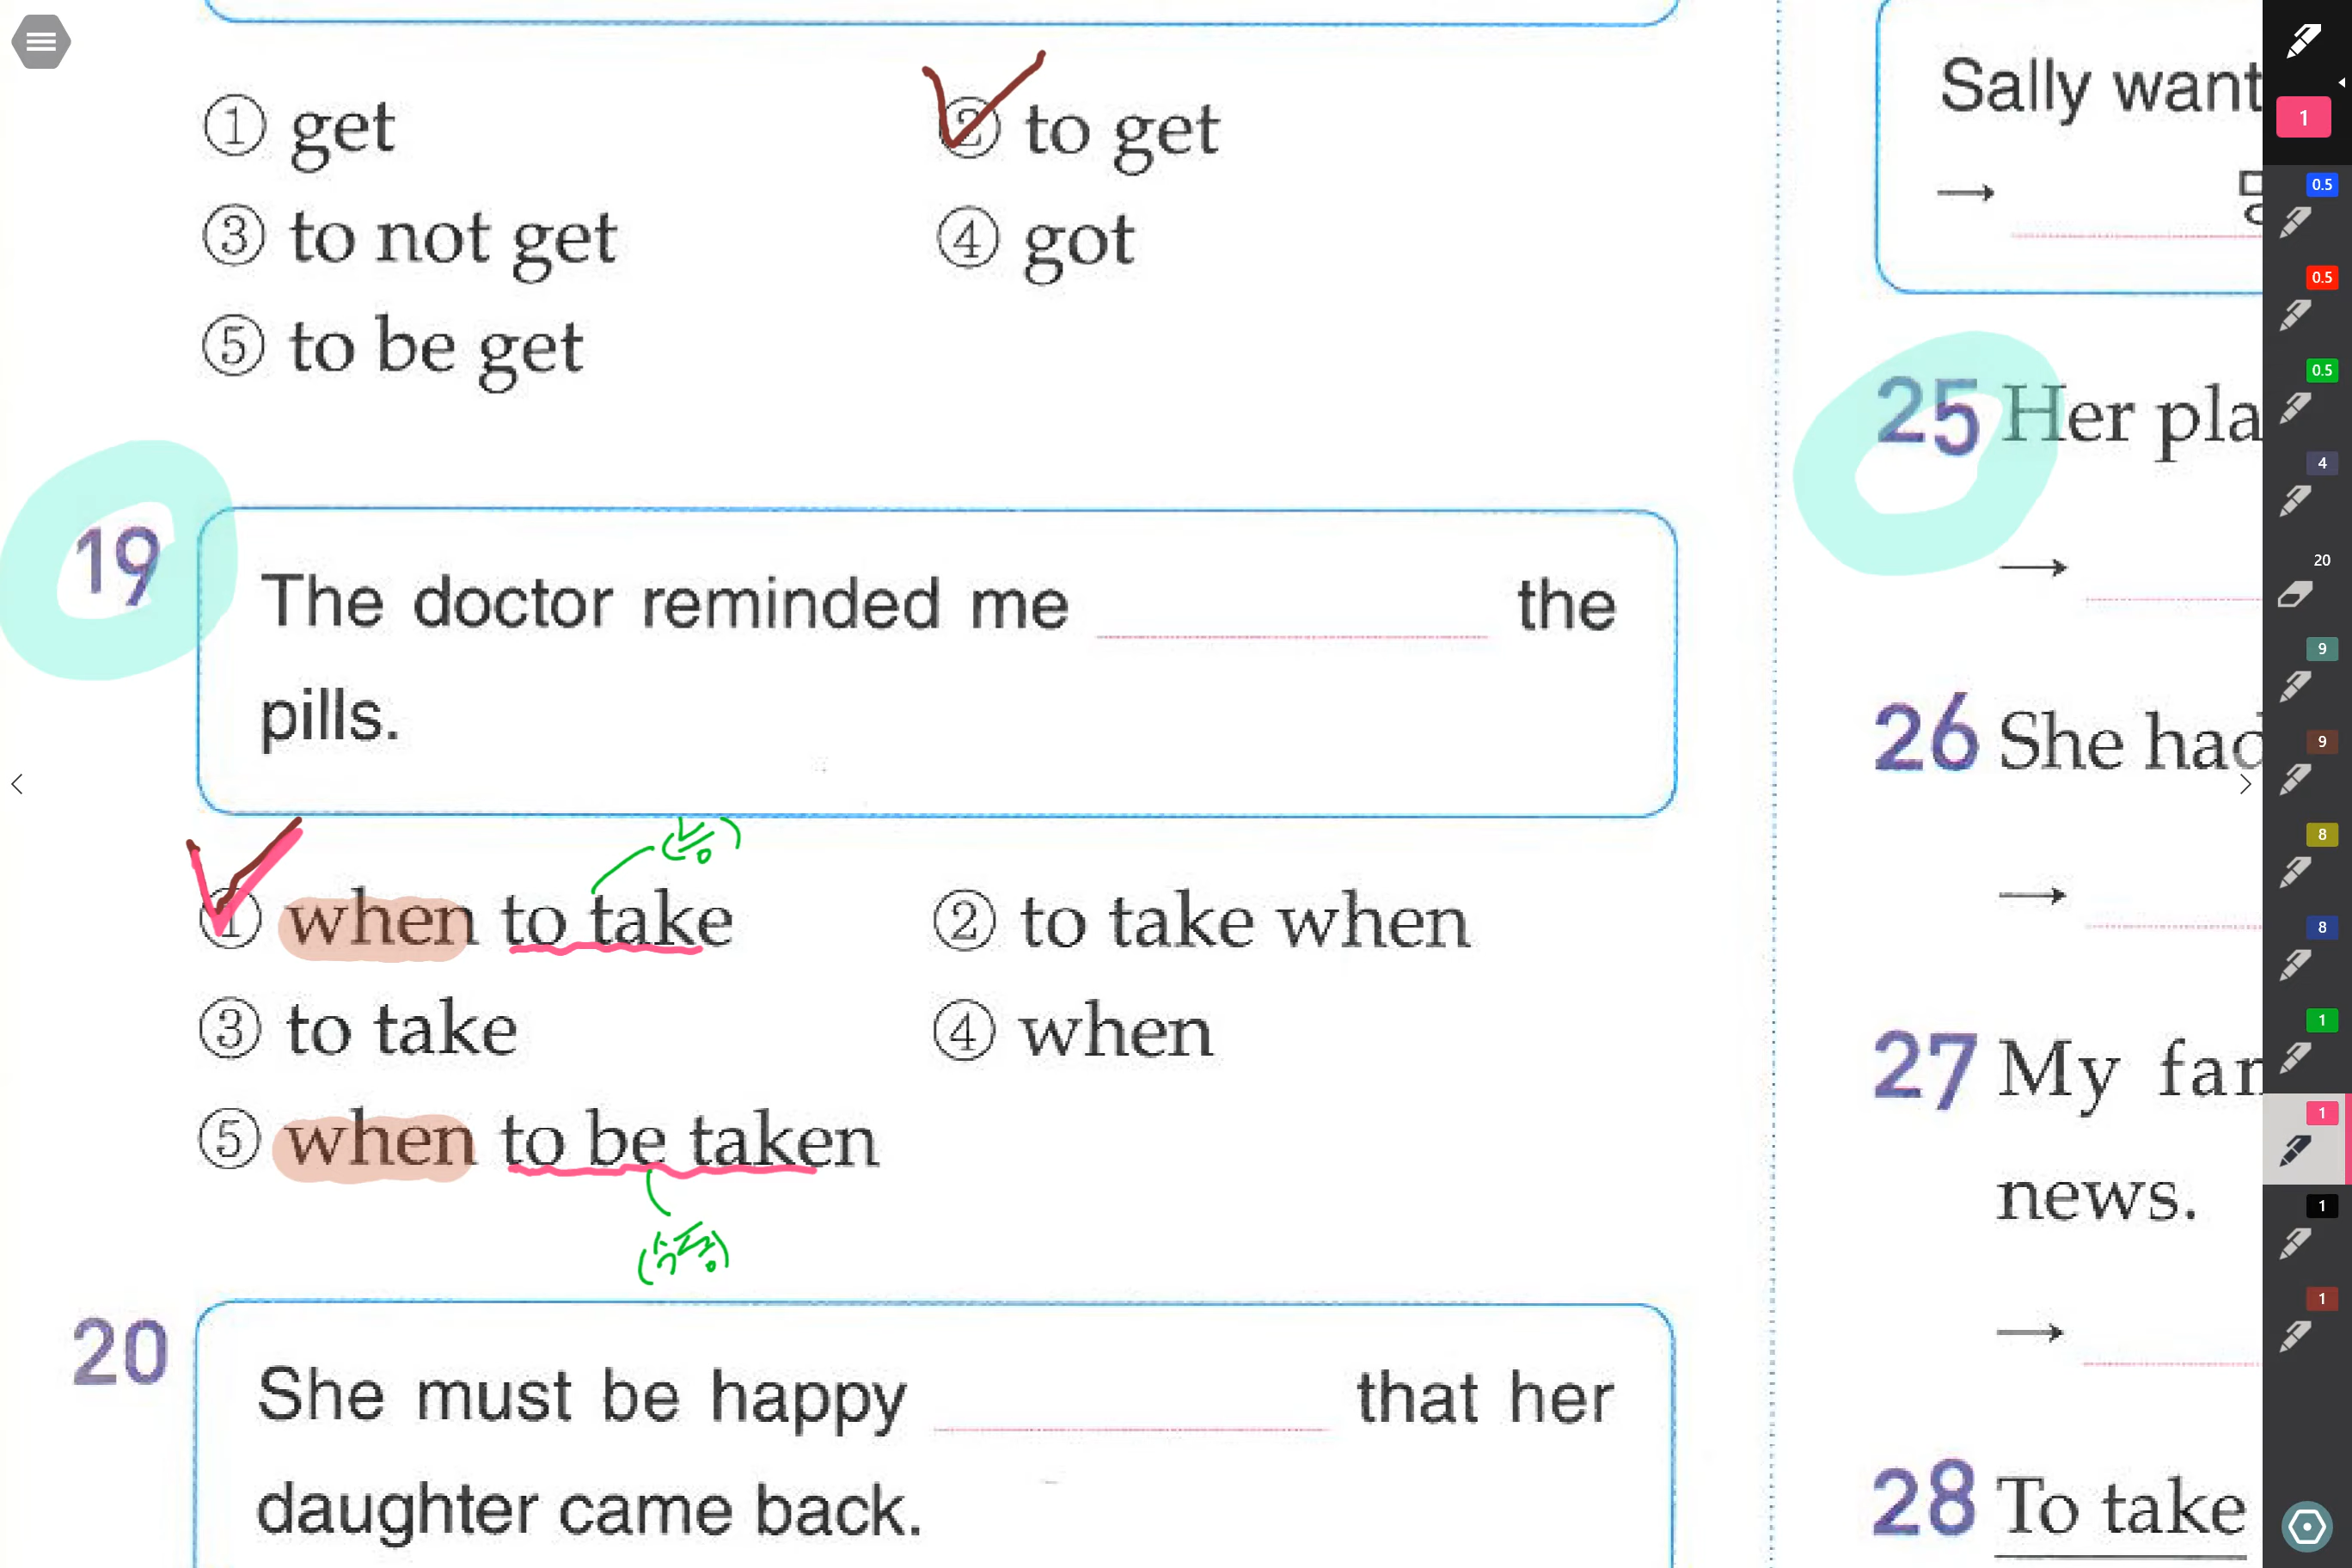 ① get
② to get
③ to not get
④ got
⑤ to be get
19
The doctor reminded me the
pills.
(능)
① when to take
② to take when
③ to take
④ when
⑤ when to be taken
(수동)
20
She must be happy that her
daughter came back.
Sally want
→
25 Her pla
→
26 She had
→
27 My far
news.
→
28 To take
1
0.5
0.5
0.5
4
20
9
9
8
8
1
1
1
1